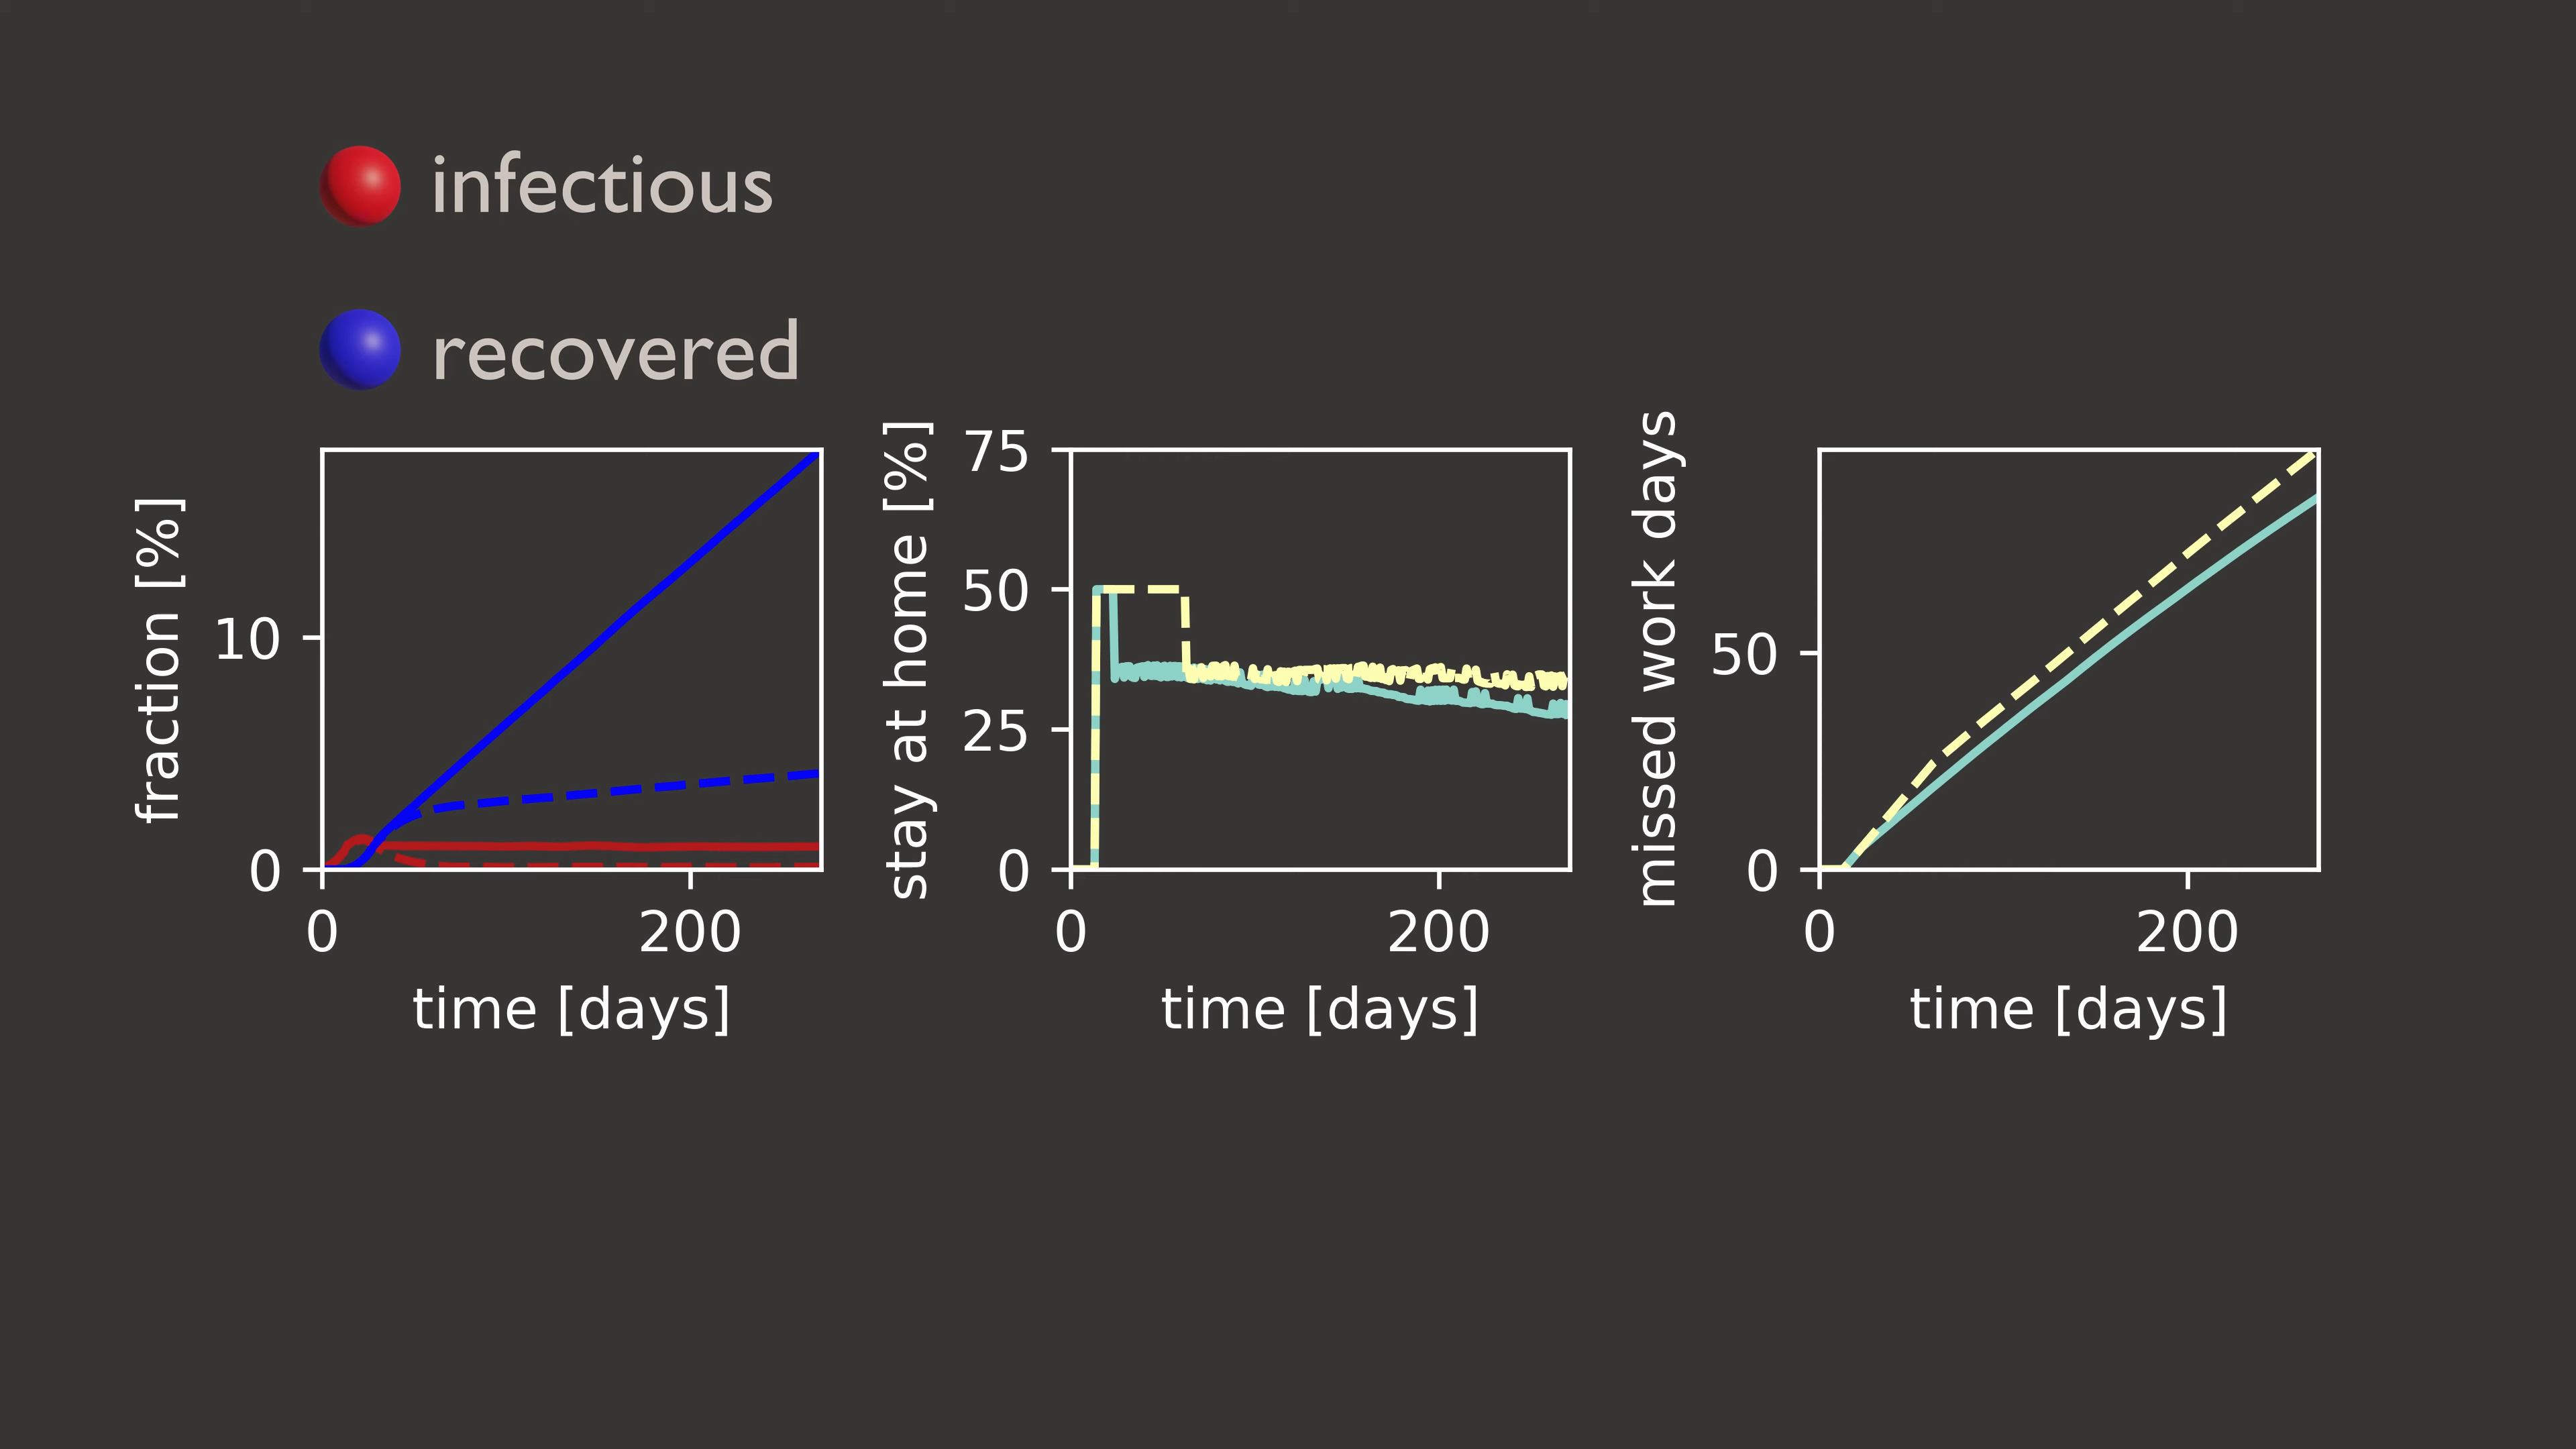 infectious
recovered
fraction [%]
10
0
0
200
time [days]
stay at home [%]
75
50
25
0
0
200
time [days]
missed work days
50
0
0
200
time [days]